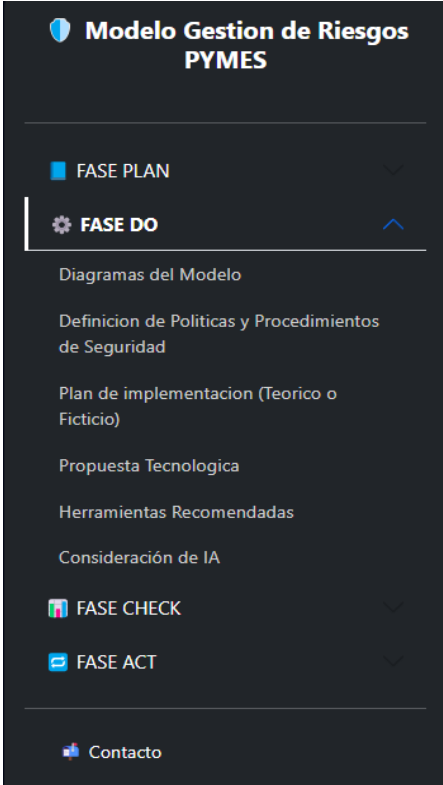 Modelo Gestion de Riesgos
PYMES
FASE PLAN
FASE DO
Diagramas del Modelo
Definicion de Politicas y Procedimientos
de Seguridad
Plan de implementacion (Teorico o
Ficticio)
Propuesta Tecnologica
Herramientas Recomendadas
Consideración de IA
FASE CHECK
FASE ACT
Contacto